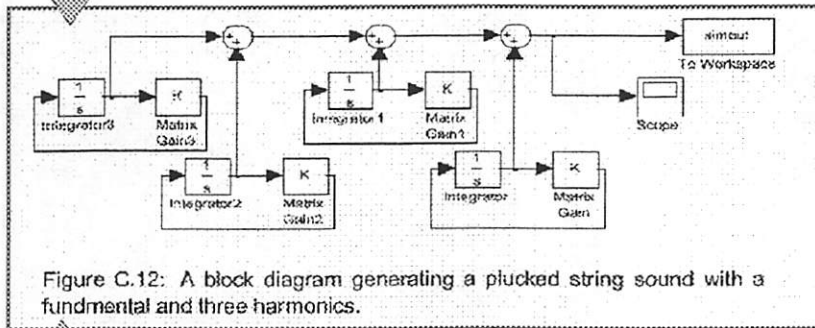 simout
To Workspace
1
s
K
1
s
K
Scope
Integrator3
Matrix
Gain3
Integrator1
Matrix
Gain1
1
s
K
1
s
K
Integrator2
Matrix
Gain2
Integrator
Matrix
Gain
Figure C.12: A block diagram generating a plucked string sound with a
fundmental and three harmonics.